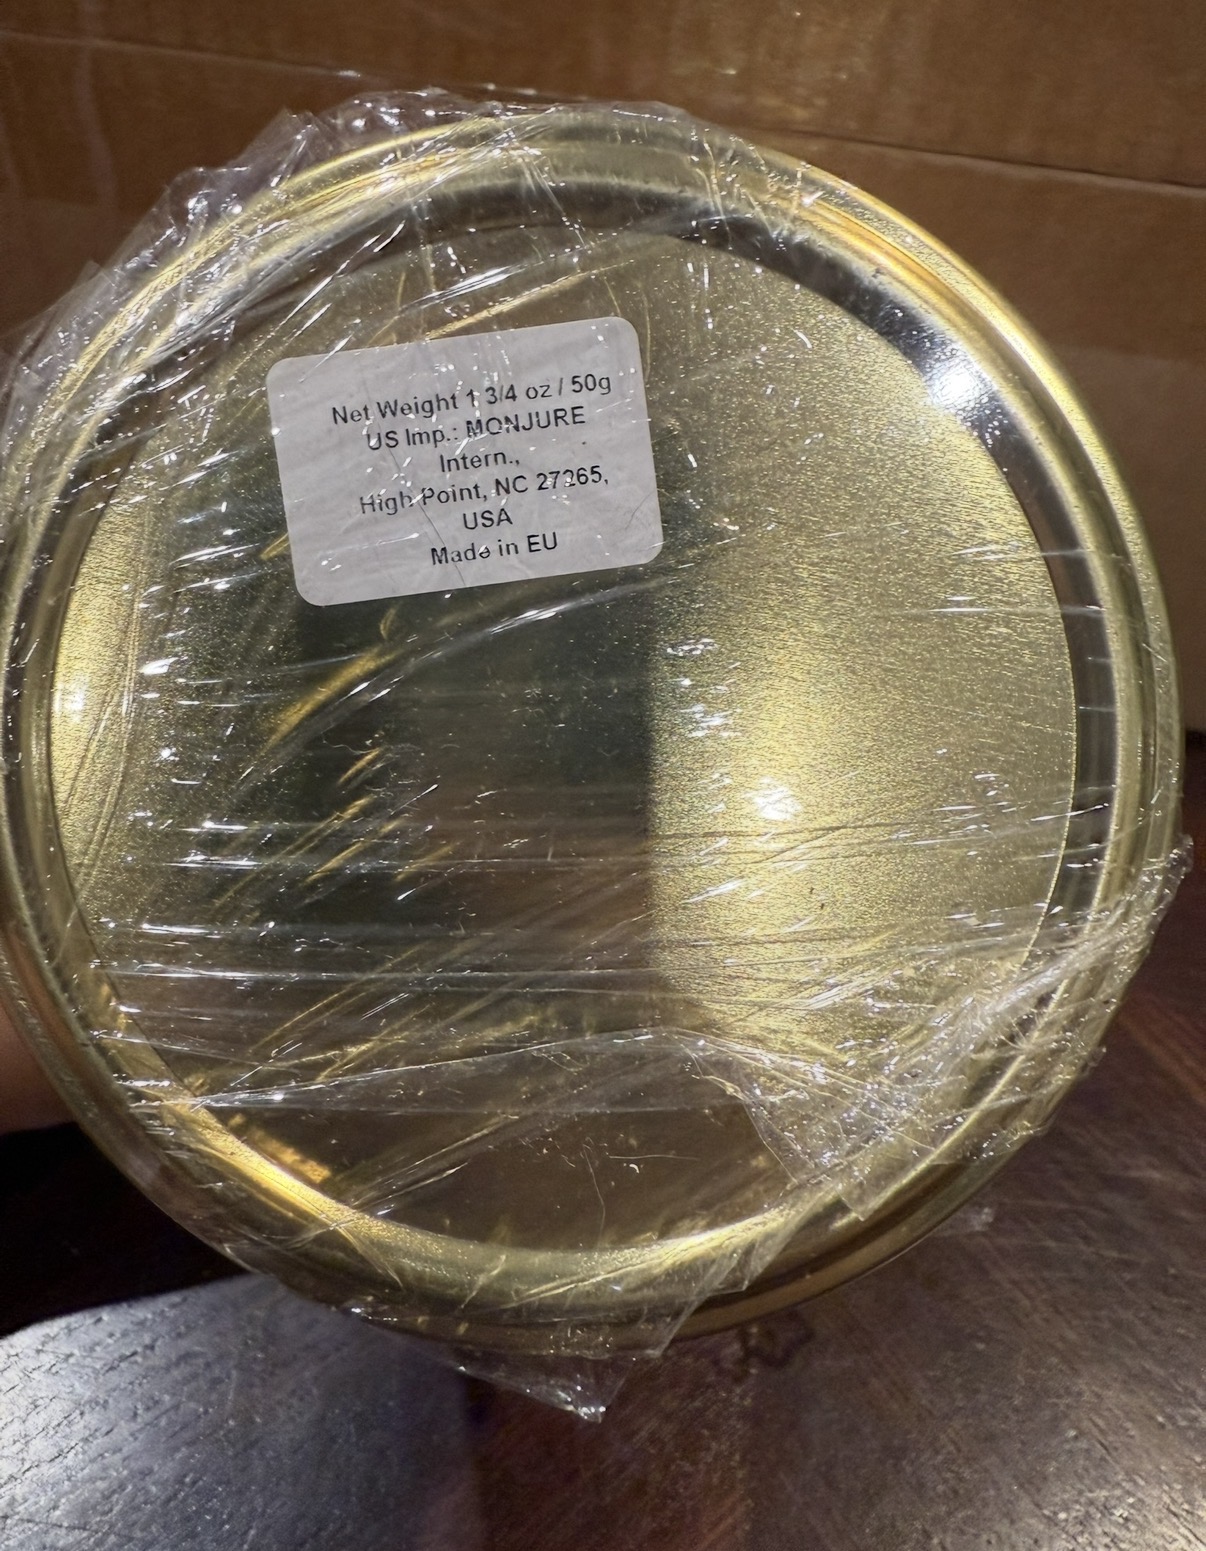 Net Weight 1 3/4 oz / 50g
US Imp.: MONJURE
Intern.,
High Point, NC 27265,
USA
Made in EU